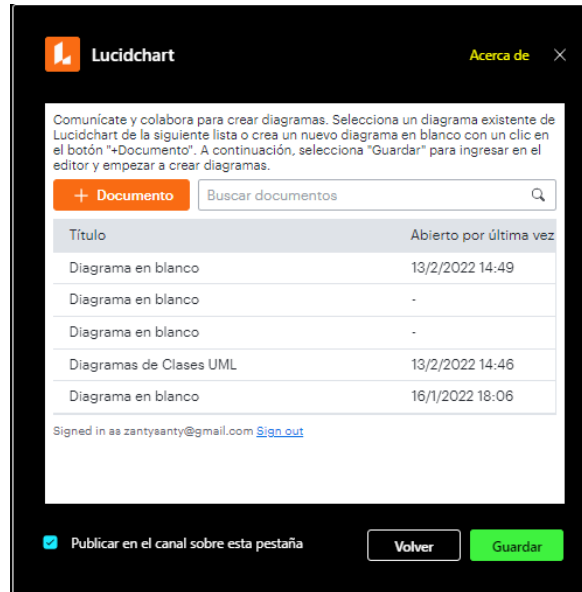 Lucidchart
Acerca de
Comunícate y colabora para crear diagramas. Selecciona un diagrama existente de
Lucidchart de la siguiente lista o crea un nuevo diagrama en blanco con un clic en
el botón "+Documento". A continuación, selecciona "Guardar" para ingresar en el
editor y empezar a crear diagramas.
+ Documento Buscar documentos
Título Abierto por última vez
Diagrama en blanco 13/2/2022 14:49
Diagrama en blanco -
Diagrama en blanco -
Diagramas de Clases UML 13/2/2022 14:46
Diagrama en blanco 16/1/2022 18:06
Signed in as zantysanty@gmail.com Sign out
Publicar en el canal sobre esta pestaña Volver Guardar